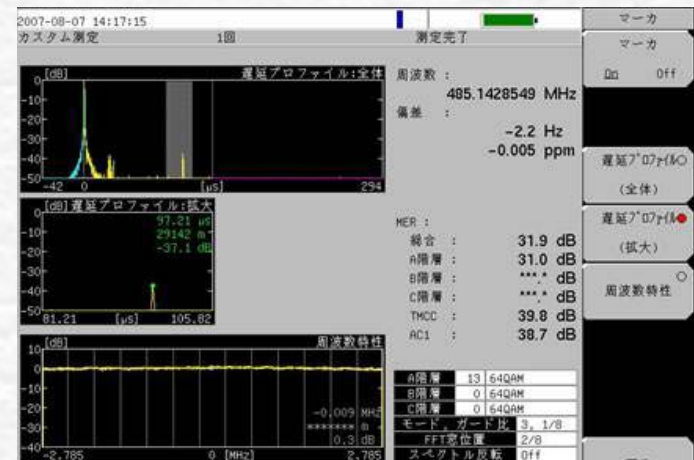 2007-08-07 14:17:15
カスタム測定 1回 測定完了
[dB] 遅延プロファイル:全体
0
-10
-20
-30
-40
-50
-42 0 [μs] 294
周波数 :
485.1428549 MHz
偏差 :
-2.2 Hz
-0.005 ppm
[dB] 遅延プロファイル:拡大
0
-10
-20
-30
-40
-50
97.21 μs
29142 m
-37.1 dB
81.21 [μs] 105.82
MER :
総合 : 31.9 dB
A階層 : 31.0 dB
B階層 : ***.* dB
C階層 : ***.* dB
TMCC : 39.8 dB
AC1 : 38.7 dB
[dB] 周波数特性
10
0
-10
-20
-30
-40
-0.009 MHz
******* m
0.3 dB
-2.785 0 [MHz] 2.785
A階層 13 64QAM
B階層 0 64QAM
C階層 0 64QAM
モード, ガード比 3, 1/8
FFT窓位置 2/8
スペクトル反転 Off
マーカ
マーカ
On Off
遅延プロファイル
(全体)
遅延プロファイル
(拡大)
周波数特性